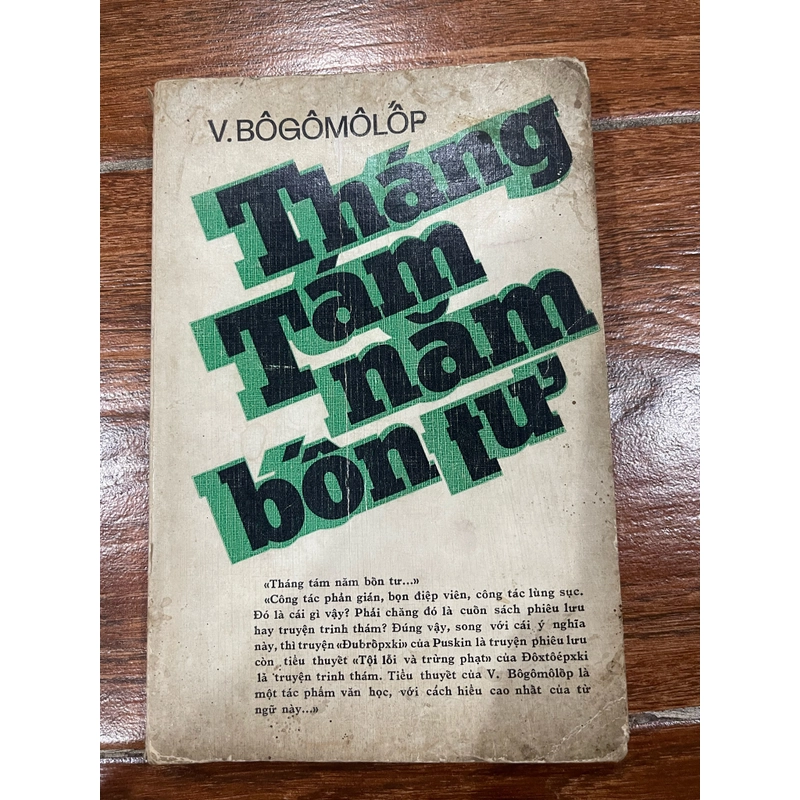 V.BÔGÔMÔLỐP
Tháng
Tám
năm
bốn tư
«Tháng tám năm bốn tư...»
«Công tác phản gián, bọn điệp viên, công tác lùng sục.
Đó là cái gì vậy? Phải chăng đó là cuốn sách phiêu lưu
hay truyện trinh thám? Đúng vậy, song với cái ý nghĩa
này, thì truyện «Đubrốpxki» của Puskin là truyện phiêu lưu
còn tiểu thuyết «Tội lỗi và trừng phạt» của Đôxtôépxki
là truyện trinh thám. Tiểu thuyết của V. Bôgômôlốp là
một tác phẩm văn học, với cách hiểu cao nhất của từ
ngữ này...»